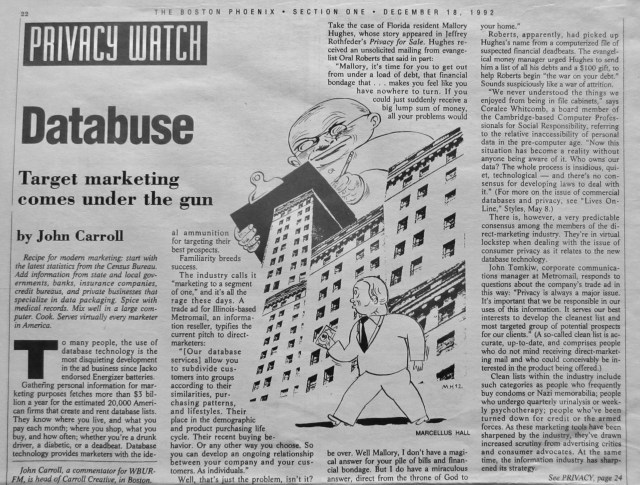 22
THE BOSTON PHOENIX • SECTION ONE • DECEMBER 18, 1992
PRIVACY WATCH
Databuse
Target marketing
comes under the gun
by John Carroll
Recipe for modern marketing: start with
the latest statistics from the Census Bureau.
Add information from state and local gov-
ernments, banks, insurance companies,
credit bureaus, and private businesses that
specialize in data packaging. Spice with
medical records. Mix well in a large com-
puter. Cook. Serves virtually every marketer
in America.
To many people, the use of
database technology is the
most disquieting development
in the ad business since Jacko
endorsed Energizer batteries.
Gathering personal information for mar-
keting purposes fetches more than $3 bil-
lion a year for the estimated 20,000 Ameri-
can firms that create and rent database lists.
They know where you live, and what you
pay each month; where you shop, what you
buy, and how often; whether you're a drunk
driver, a diabetic, or a deadbeat. Database
technology provides marketers with the ide-
John Carroll, a commentator for WBUR-
FM, is head of Carroll Creative, in Boston.
al ammunition
for targeting their
best prospects.
Familiarity breeds
success.
The industry calls it
"marketing to a segment
of one," and it's all the
rage these days. A
trade ad for Illinois-based
Metromail, an informa-
tion reseller, typifies the
current pitch to direct-
marketers:
"[Our database
services] allow you
to subdivide cus-
tomers into groups
according to their
similarities, pur-
chasing patterns,
and lifestyles. Their
place in the demographic
and product purchasing life
cycle. Their recent buying be-
havior. Or any other way you choose. So
you can develop an ongoing relationship
between your company and your cus-
tomers. As individuals."
Well, that's just the problem, isn't it?
Take the case of Florida resident Mallory
Hughes, whose story appeared in Jeffrey
Rothfeder's Privacy for Sale. Hughes re-
ceived an unsolicited mailing from evange-
list Oral Roberts that said in part:
"Mallory, it's time for you to get out
from under a load of debt, that financial
bondage that . . . makes you feel like you
have nowhere to turn. If you
could just suddenly receive a
big lump sum of money,
all your problems would
MH92
MARCELLUS HALL
be over. Well Mallory, I don't have a magi-
cal answer for your pile of bills and finan-
cial bondage. But I do have a miraculous
answer, direct from the throne of God to
your home."
Roberts, apparently, had picked up
Hughes's name from a computerized file of
suspected financial deadbeats. The evangel-
ical money manager urged Hughes to send
him a list of all his debts and a $100 gift, to
help Roberts begin "the war on your debt."
Sounds suspiciously like a war of attrition.
"We never understood the things we
enjoyed from being in file cabinets," says
Coralee Whitcomb, a board member of
the Cambridge-based Computer Profes-
sionals for Social Responsibility, referring
to the relative inaccessibility of personal
data in the pre-computer age. "Now this
situation has become a reality without
anyone being aware of it. Who owns our
data? The whole process is insidious, qui-
et, technological — and there's no con-
sensus for developing laws to deal with
it." (For more on the issue of commercial
databases and privacy, see "Lives On-
Line," Styles, May 8.)
There is, however, a very predictable
consensus among the members of the di-
rect-marketing industry. They're in virtual
lockstep when dealing with the issue of
consumer privacy as it relates to the new
database technology.
John Tomkiw, corporate communica-
tions manager at Metromail, responds to
questions about the company's trade ad in
this way: "Privacy is always a major issue.
It's important that we be responsible in our
uses of this information. It serves our best
interests to develop the cleanest list and
most targeted group of potential prospects
for our clients." (A so-called clean list is ac-
curate, up-to-date, and comprises people
who do not mind receiving direct-market-
ing mail and who could conceivably be in-
terested in the product being offered.)
Clean lists within the industry include
such categories as people who frequently
buy condoms or Nazi memorabilia; people
who undergo quarterly urinalysis or week-
ly psychotherapy; people who've been
turned down for credit or the armed
forces. As these marketing tools have been
sharpened by the industry, they've drawn
increased scrutiny from advertising critics
and consumer advocates. At the same
time, the information industry has sharp-
ened its strategy
See PRIVACY, page 24